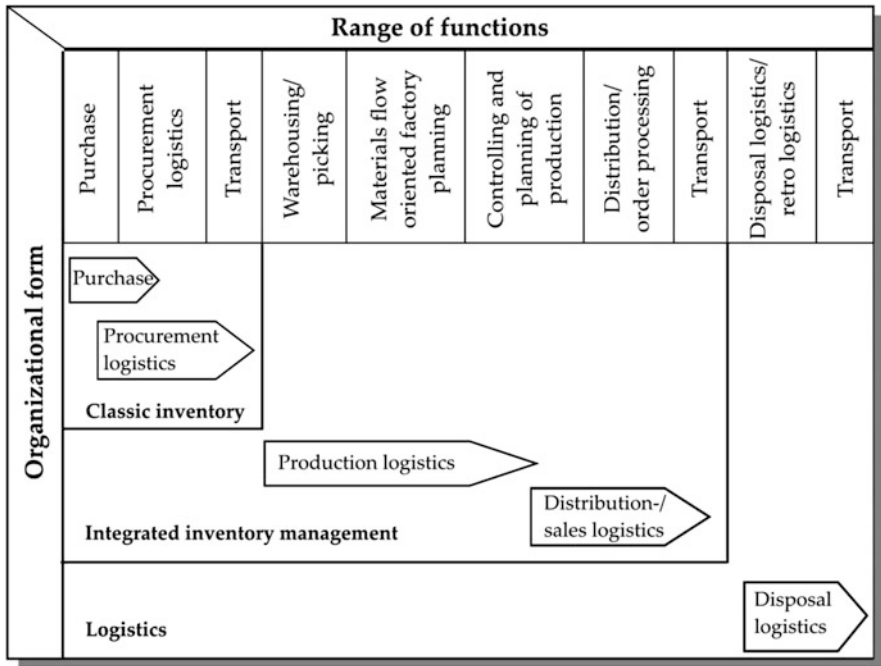 Range of functions
Organizational form
Purchase
Procurement
logistics
Transport
Warehousing/
picking
Materials flow
oriented factory
planning
Controlling and
planning of
production
Distribution/
order processing
Transport
Disposal logistics/
retro logistics
Transport
Purchase
Procurement
logistics
Classic inventory
Production logistics
Distribution-/
sales logistics
Integrated inventory management
Disposal
logistics
Logistics